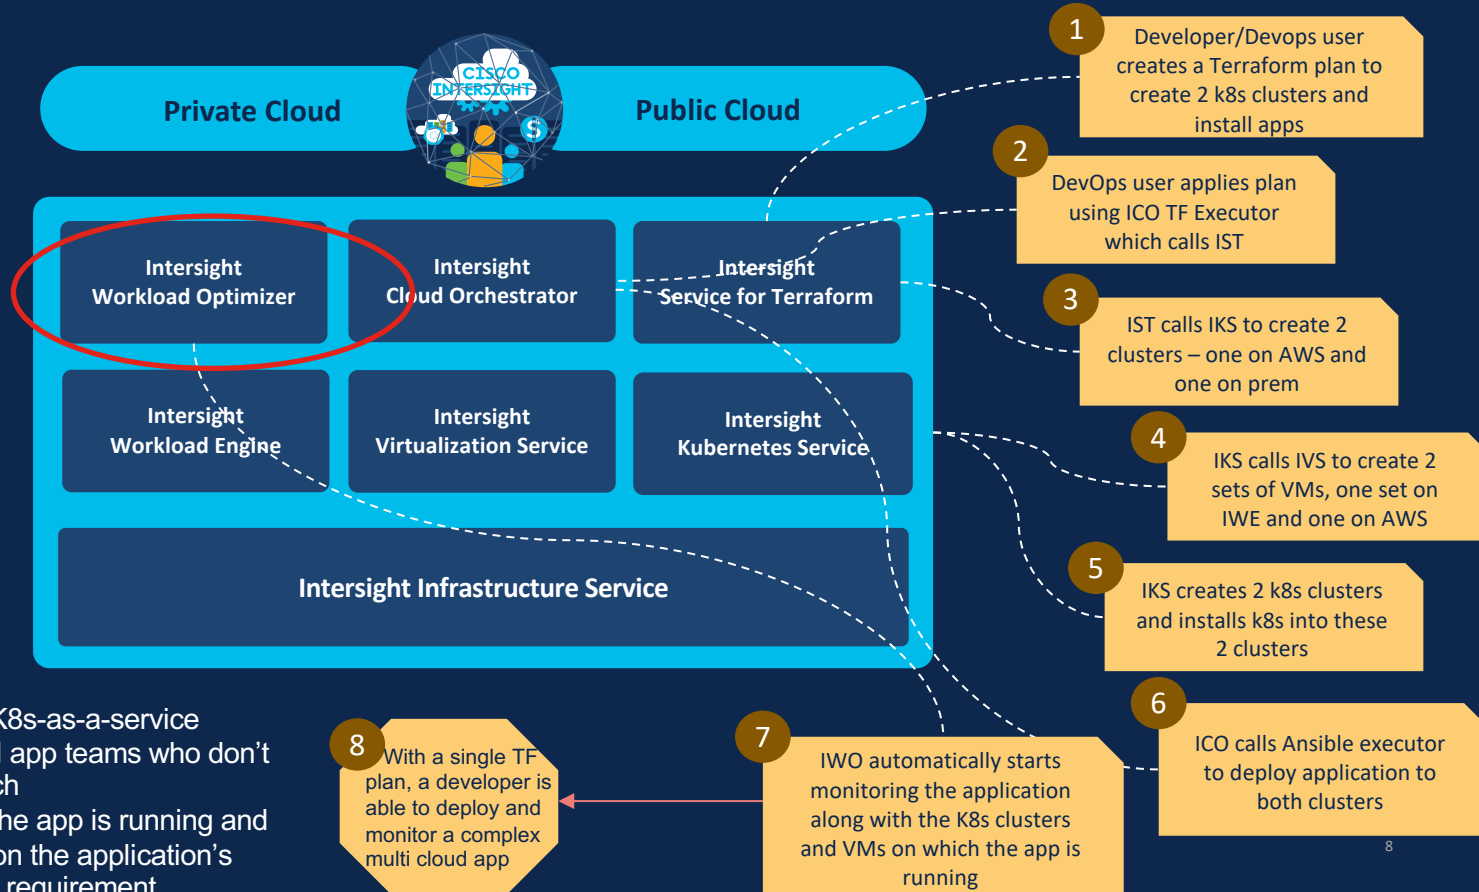 CISCO
INTERSIGHT
$
Private Cloud
Public Cloud
Intersight
Workload Optimizer
Intersight
Cloud Orchestrator
Intersight
Service for Terraform
Intersight
Workload Engine
Intersight
Virtualization Service
Intersight
Kubernetes Service
Intersight Infrastructure Service
1
Developer/Devops user
creates a Terraform plan to
create 2 k8s clusters and
install apps
2
DevOps user applies plan
using ICO TF Executor
which calls IST
3
IST calls IKS to create 2
clusters – one on AWS and
one on prem
4
IKS calls IVS to create 2
sets of VMs, one set on
IWE and one on AWS
5
IKS creates 2 k8s clusters
and installs k8s into these
2 clusters
6
ICO calls Ansible executor
to deploy application to
both clusters
7
IWO automatically starts
monitoring the application
along with the K8s clusters
and VMs on which the app is
running
8
With a single TF
plan, a developer is
able to deploy and
monitor a complex
multi cloud app
K8s-as-a-service
app teams who don’t
he app is running and
on the application’s
requirement
8